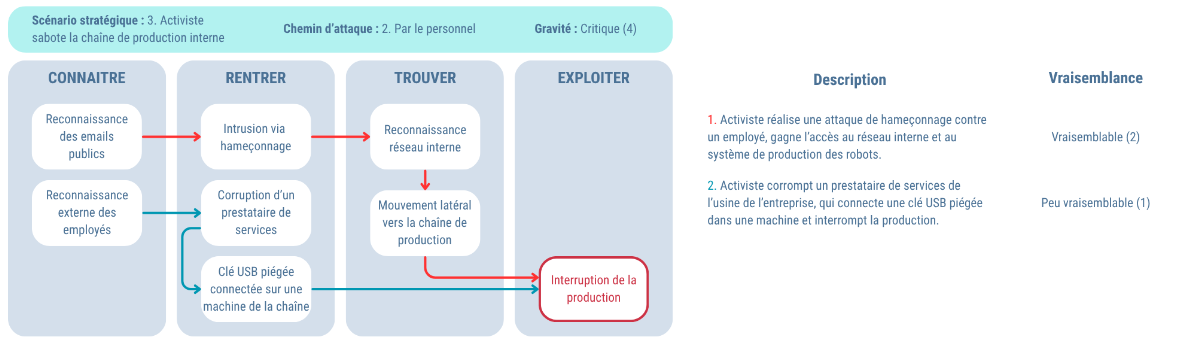 Scénario stratégique : 3. Activiste
sabote la chaîne de production interne
Chemin d'attaque : 2. Par le personnel
Gravité : Critique (4)
CONNAITRE
RENTRER
TROUVER
EXPLOITER
Reconnaissance
des emails
publics
Intrusion via
hameçonnage
Reconnaissance
réseau interne
Reconnaissance
externe des
employés
Corruption d'un
prestataire de
services
Mouvement latéral
vers la chaîne de
production
Clé USB piégée
connectée sur une
machine de la chaîne
Interruption de la
production
Description
Vraisemblance
1. Activiste réalise une attaque de hameçonnage contre
un employé, gagne l'accès au réseau interne et au
système de production des robots.
Vraisemblable (2)
2. Activiste corrompt un prestataire de services de
l'usine de l'entreprise, qui connecte une clé USB piégée
dans une machine et interrompt la production.
Peu vraisemblable (1)